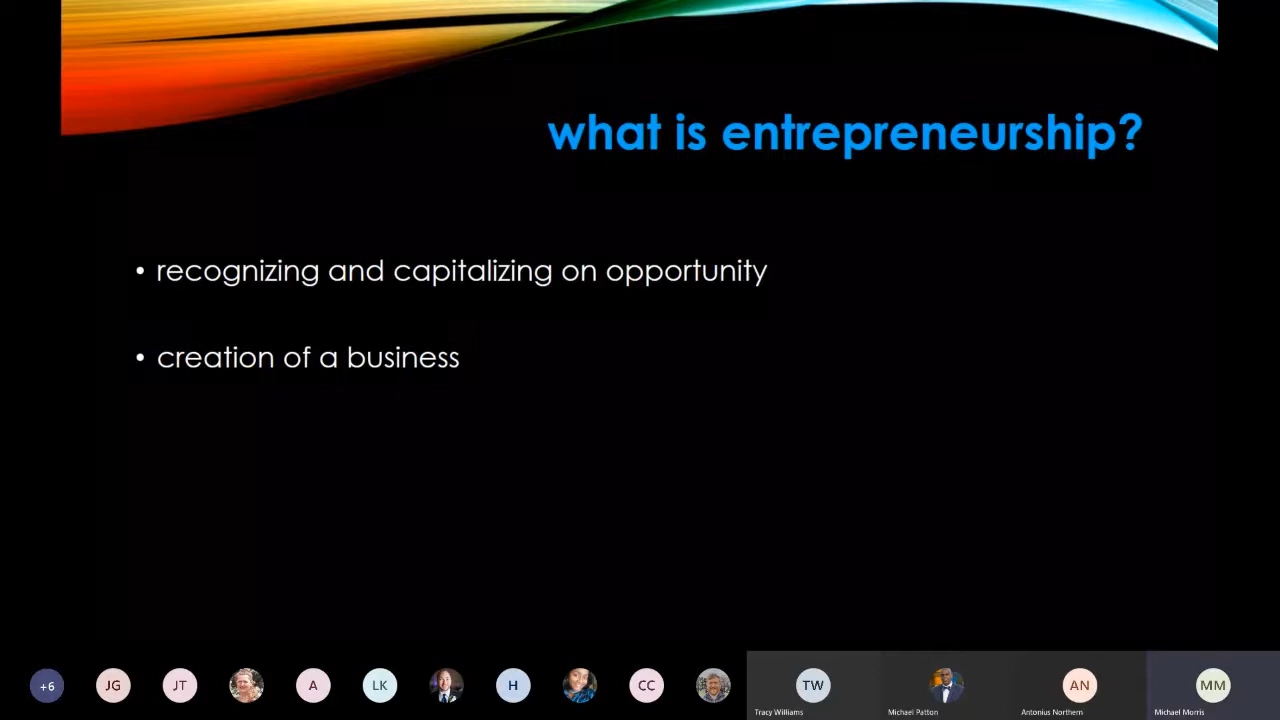 what is entrepreneurship?
• recognizing and capitalizing on opportunity
• creation of a business
+6
JG
JT
A
LK
H
CC
TW
AN
MM
Tracy Williams
Michael Patton
Antonius Northern
Michael Morris